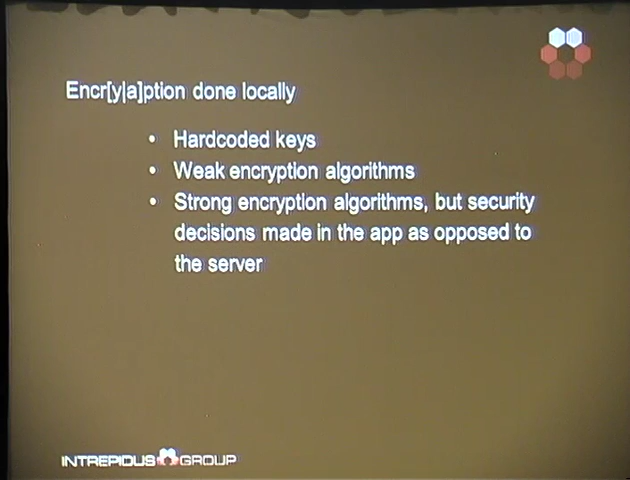 Encr[y|a]ption done locally
• Hardcoded keys
• Weak encryption algorithms
• Strong encryption algorithms, but security
decisions made in the app as opposed to
the server
INTREPIDUS GROUP